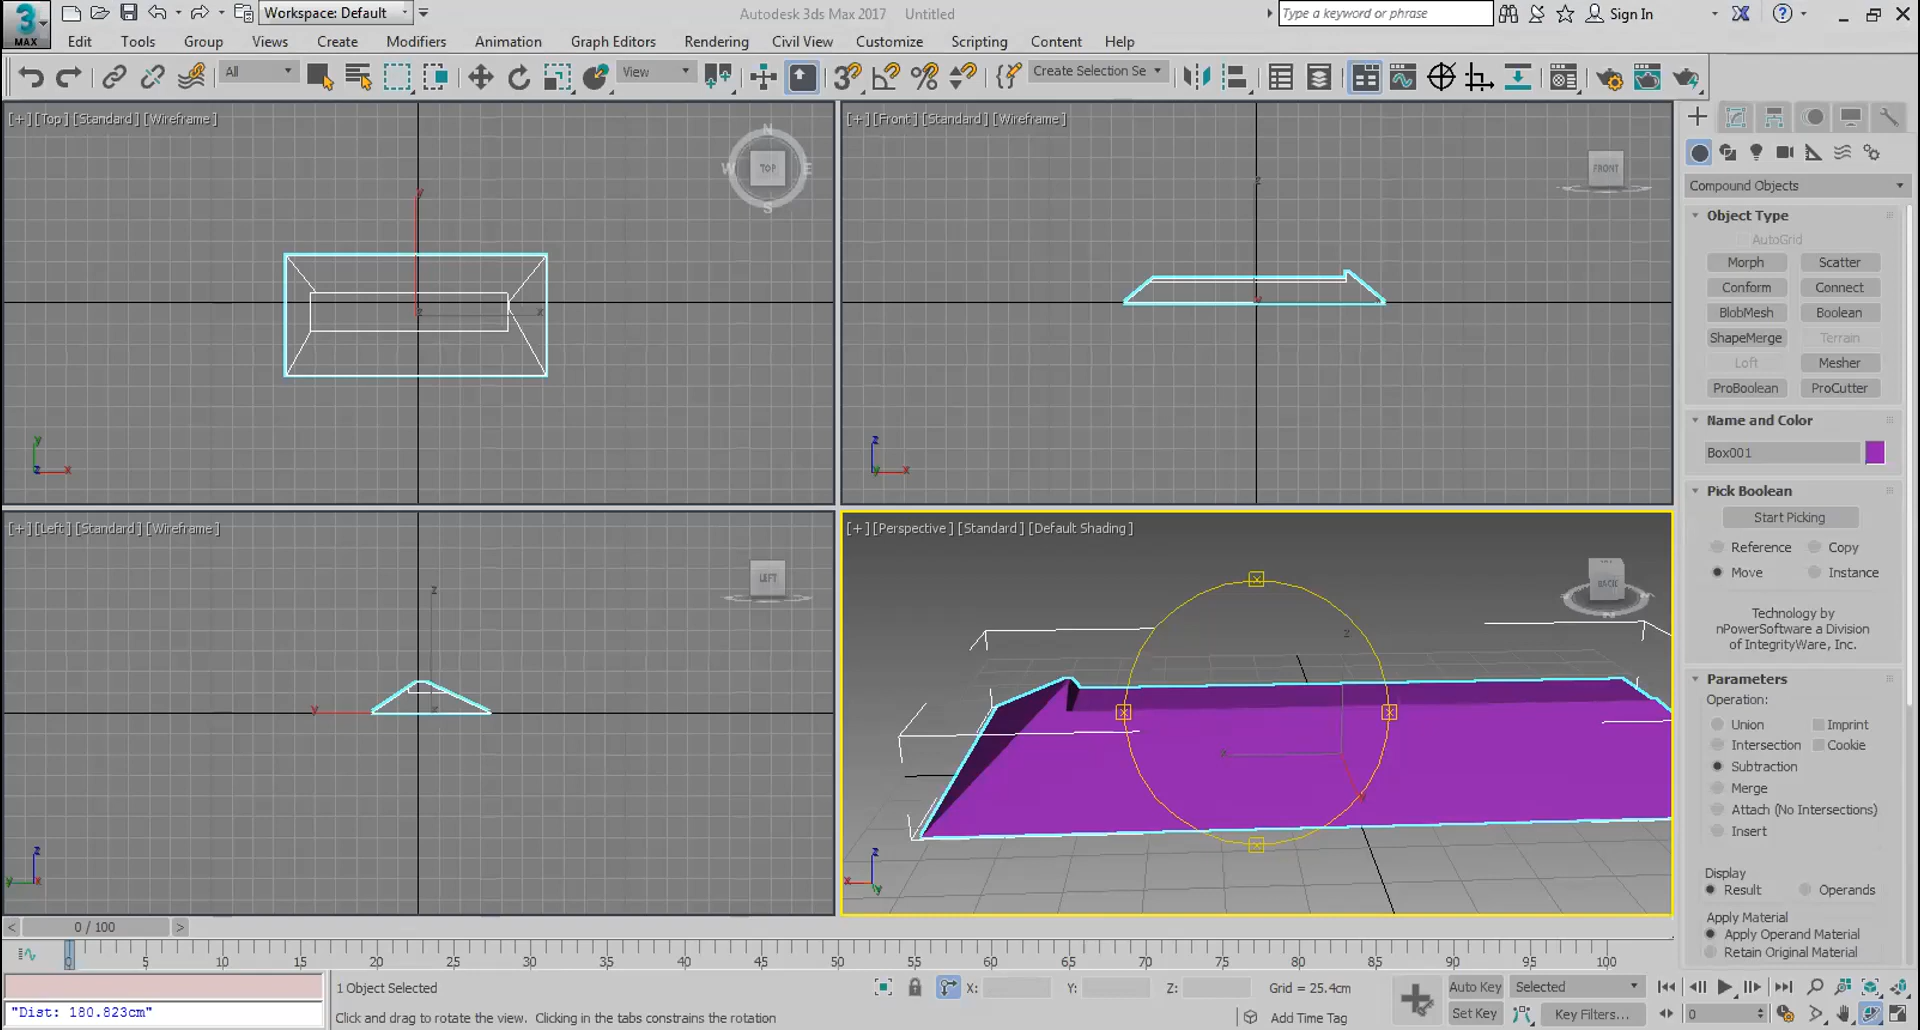 Workspace: Default
Autodesk 3ds Max 2017 Untitled
Type a keyword or phrase
Sign In
MAX
Edit Tools Group Views Create Modifiers Animation Graph Editors Rendering Civil View Customize Scripting Content Help
All
View
Create Selection Se
[+] [Top] [Standard] [Wireframe]
N
W TOP E
S
y
z x
y
z x
[+] [Front] [Standard] [Wireframe]
FRONT
z
z
y x
[+] [Left] [Standard] [Wireframe]
LEFT
z
y
z
y x
[+] [Perspective] [Standard] [Default Shading]
BACK
z
x
y
z
x y
Compound Objects
Object Type
AutoGrid
Morph Scatter
Conform Connect
BlobMesh Boolean
ShapeMerge Terrain
Loft Mesher
ProBoolean ProCutter
Name and Color
Box001
Pick Boolean
Start Picking
Reference Copy
Move Instance
Technology by
nPowerSoftware a Division
of IntegrityWare, Inc.
Parameters
Operation:
Union Imprint
Intersection Cookie
Subtraction
Merge
Attach (No Intersections)
Insert
Display
Result Operands
Apply Material
Apply Operand Material
Retain Original Material
< 0 / 100 >
0 5 10 15 20 25 30 35 40 45 50 55 60 65 70 75 80 85 90 95 100
1 Object Selected
X: Y: Z: Grid = 25.4cm
Auto Key Selected
"Dist: 180.823cm"
Click and drag to rotate the view. Clicking in the tabs constrains the rotation
Add Time Tag
Set Key Key Filters...
0